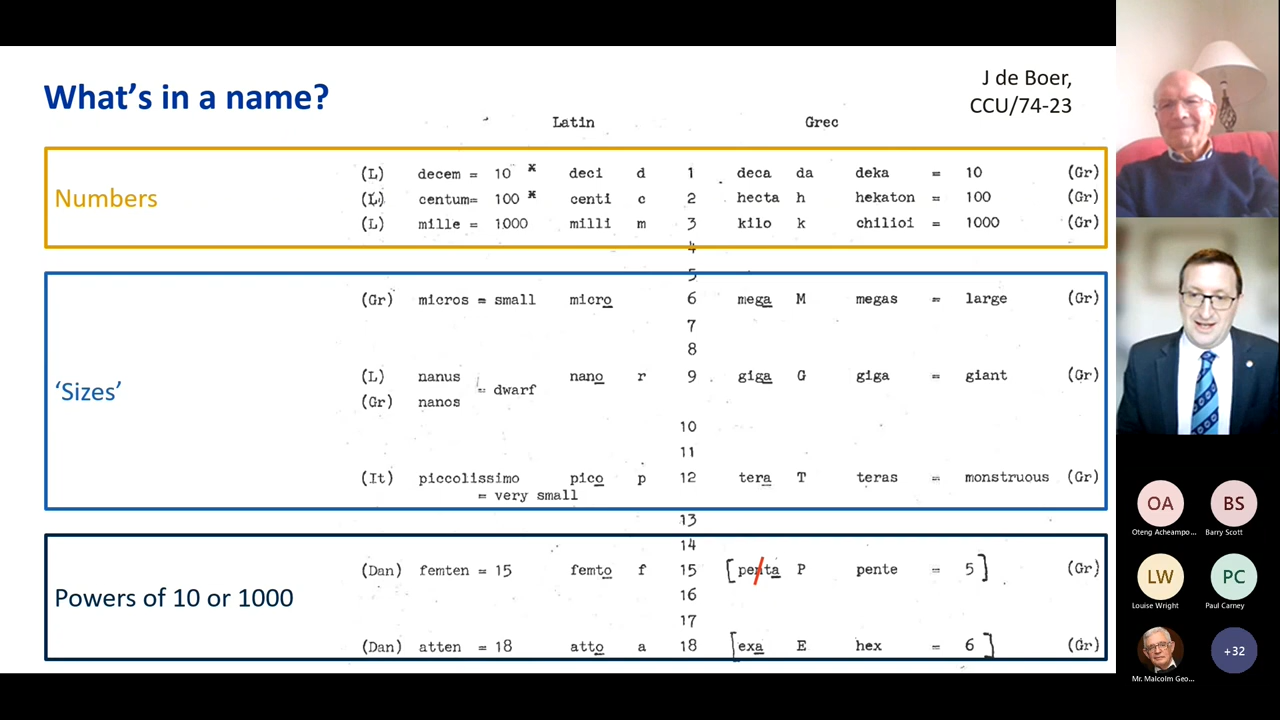 What's in a name?
J de Boer,
CCU/74-23
Latin Grec
Numbers
(L) decem = 10 * deci d 1 deca da deka = 10 (Gr)
(L) centum= 100 * centi c 2 hecta h hekaton = 100 (Gr)
(L) mille = 1000 milli m 3 kilo k chilioi = 1000 (Gr)
4
5
'Sizes'
(Gr) micros = small micro 6 mega M megas = large (Gr)
7
8
(L) nanus = dwarf nano r 9 giga G giga = giant (Gr)
(Gr) nanos
10
11
(It) piccolissimo pico p 12 tera T teras = monstruous (Gr)
= very small
13
14
Powers of 10 or 1000
(Dan) femten = 15 femto f 15 [penta P pente = 5] (Gr)
16
17
(Dan) atten = 18 atto a 18 [exa E hex = 6] (Gr)
OA BS
Oteng Acheampo... Barry Scott
LW PC
Louise Wright Paul Carney
+32
Mr. Malcolm Geo...